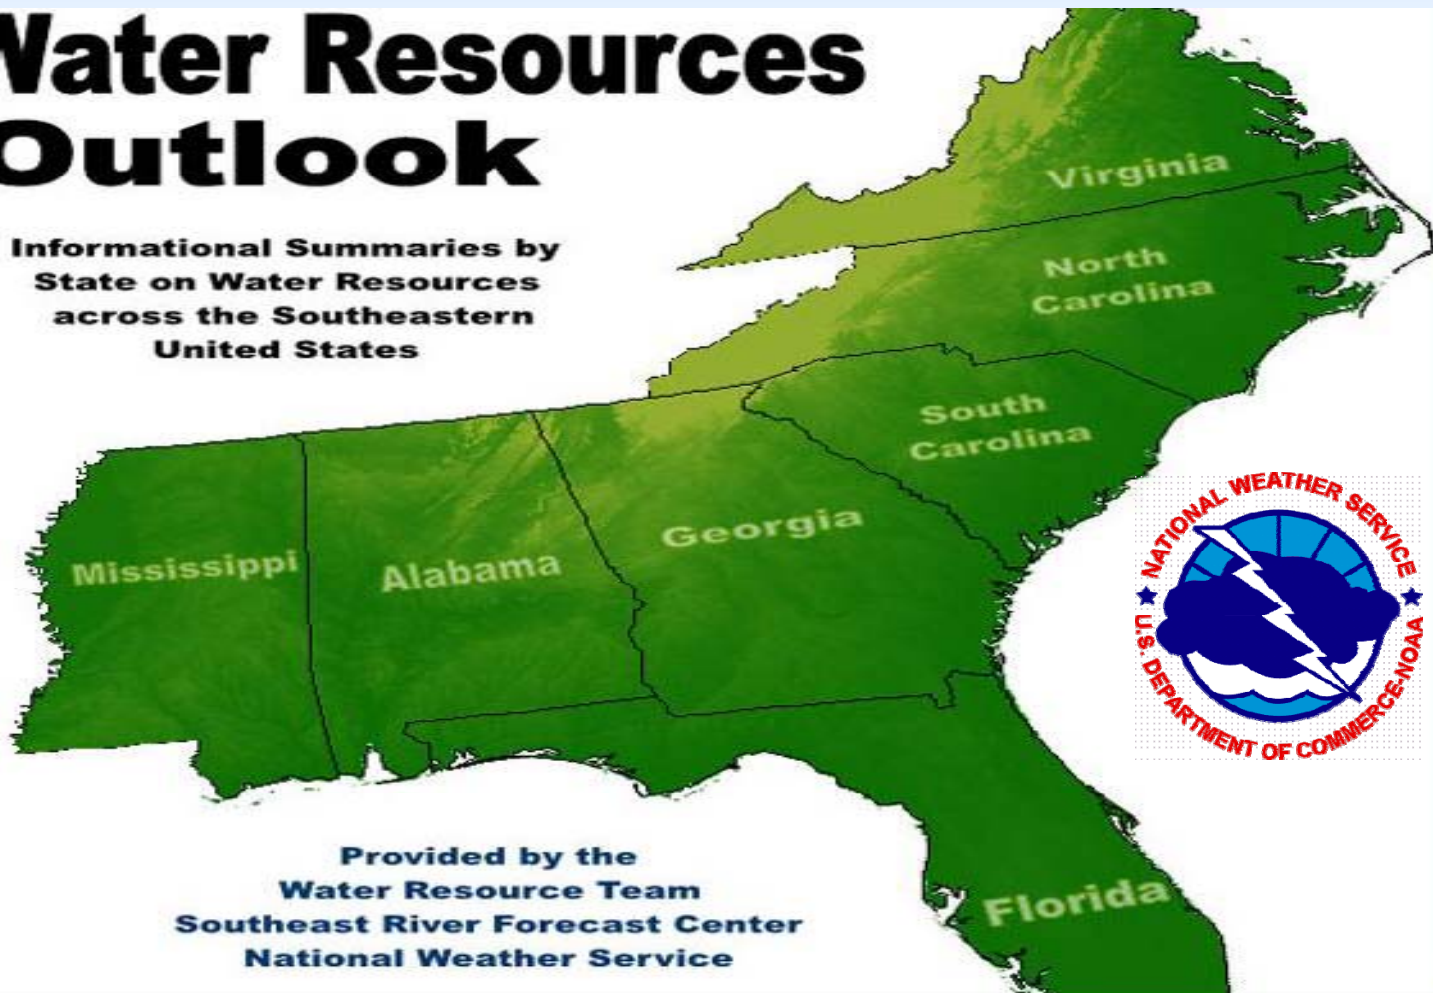 Water Resources
Outlook
Informational Summaries by
State on Water Resources
across the Southeastern
United States
Virginia
North
Carolina
South
Carolina
Georgia
Alabama
Mississippi
Florida
NATIONAL WEATHER SERVICE
U.S. DEPARTMENT OF COMMERCE-NOAA
Provided by the
Water Resource Team
Southeast River Forecast Center
National Weather Service